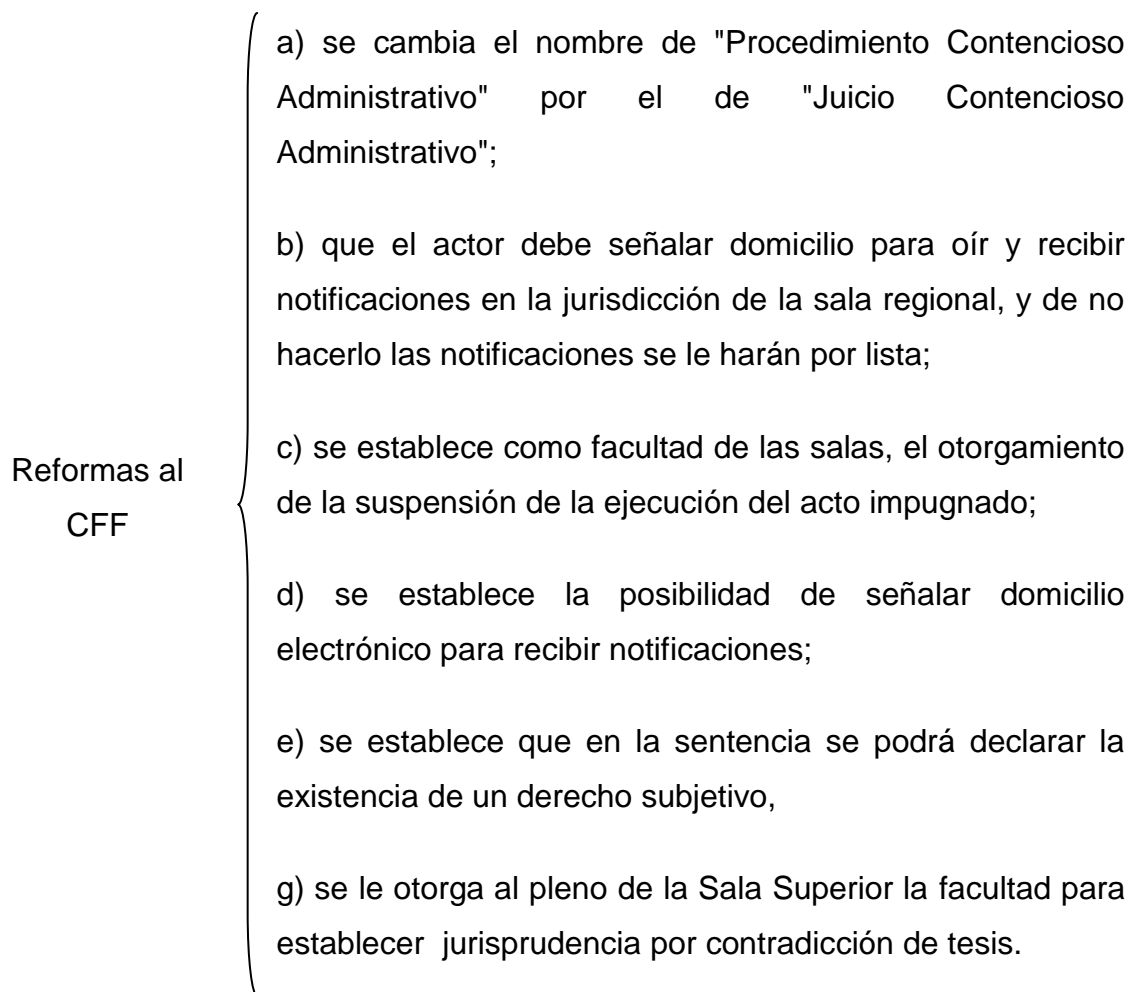 Reformas al
CFF
a) se cambia el nombre de "Procedimiento Contencioso
Administrativo" por el de "Juicio Contencioso
Administrativo";
b) que el actor debe señalar domicilio para oír y recibir
notificaciones en la jurisdicción de la sala regional, y de no
hacerlo las notificaciones se le harán por lista;
c) se establece como facultad de las salas, el otorgamiento
de la suspensión de la ejecución del acto impugnado;
d) se establece la posibilidad de señalar domicilio
electrónico para recibir notificaciones;
e) se establece que en la sentencia se podrá declarar la
existencia de un derecho subjetivo,
g) se le otorga al pleno de la Sala Superior la facultad para
establecer jurisprudencia por contradicción de tesis.